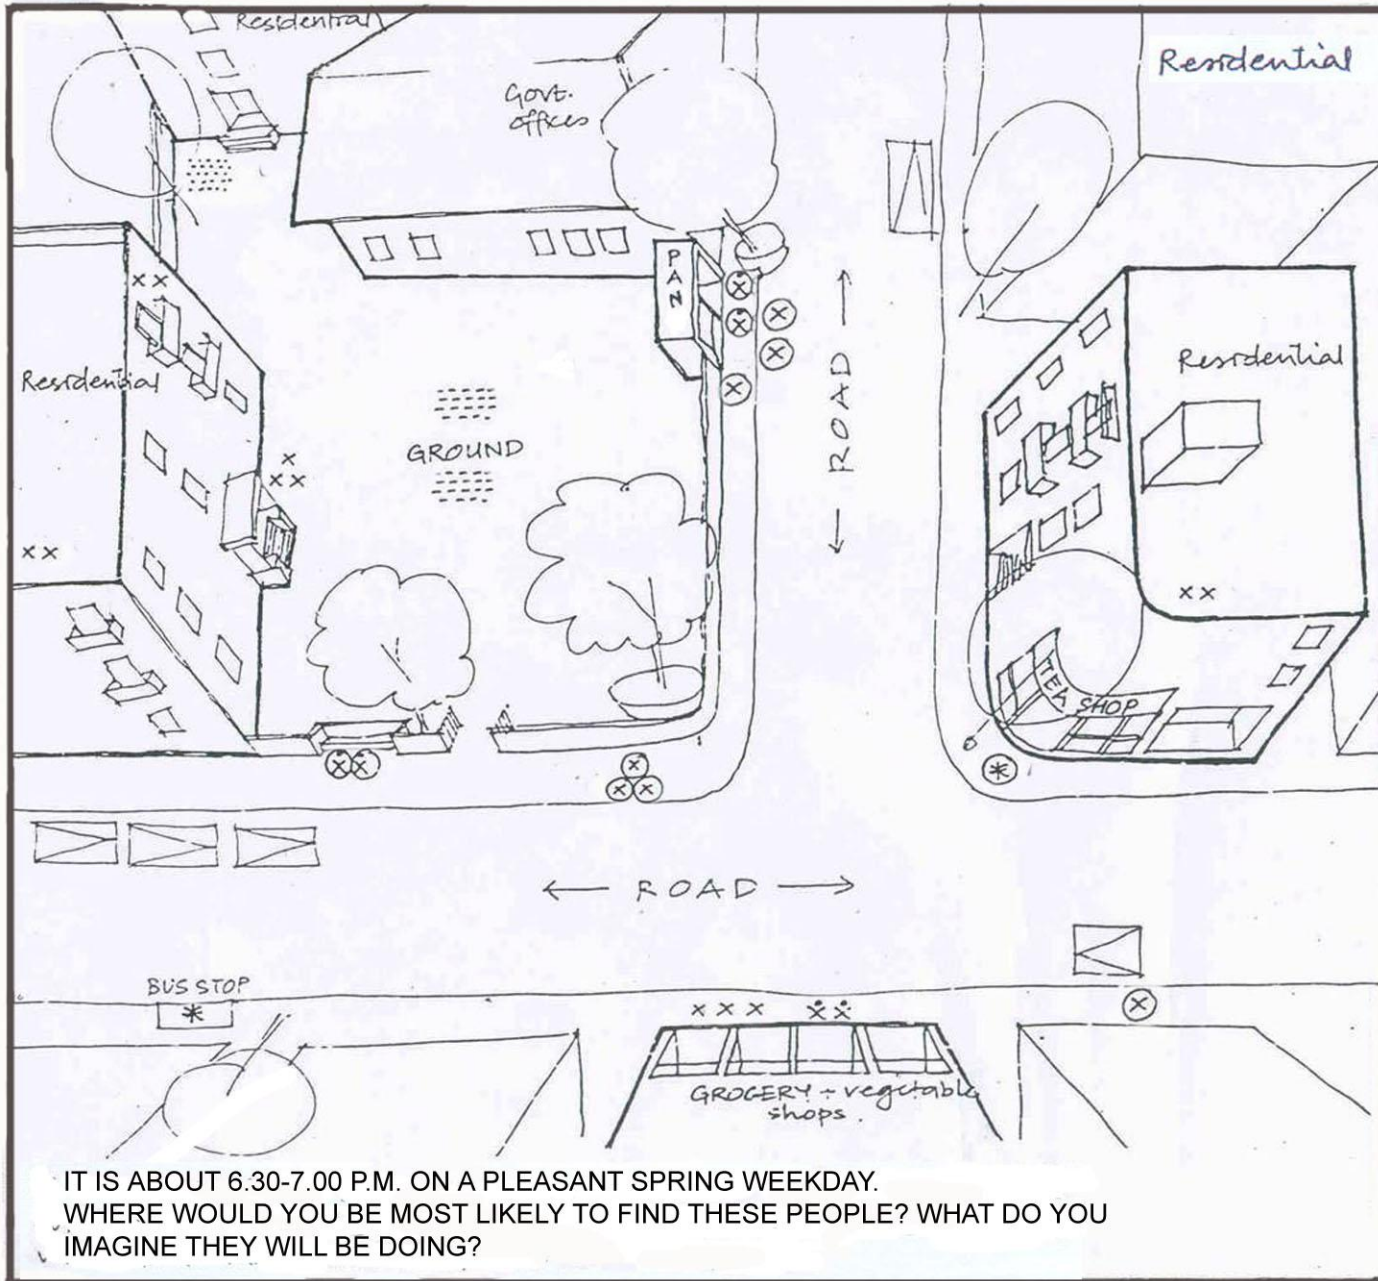 Residential
Residential
Govt.
offices
PAN
Residential
Residential
GROUND
ROAD
TEA SHOP
ROAD
BUS STOP
GROCERY + vegetable
shops.
IT IS ABOUT 6.30-7.00 P.M. ON A PLEASANT SPRING WEEKDAY.
WHERE WOULD YOU BE MOST LIKELY TO FIND THESE PEOPLE? WHAT DO YOU
IMAGINE THEY WILL BE DOING?